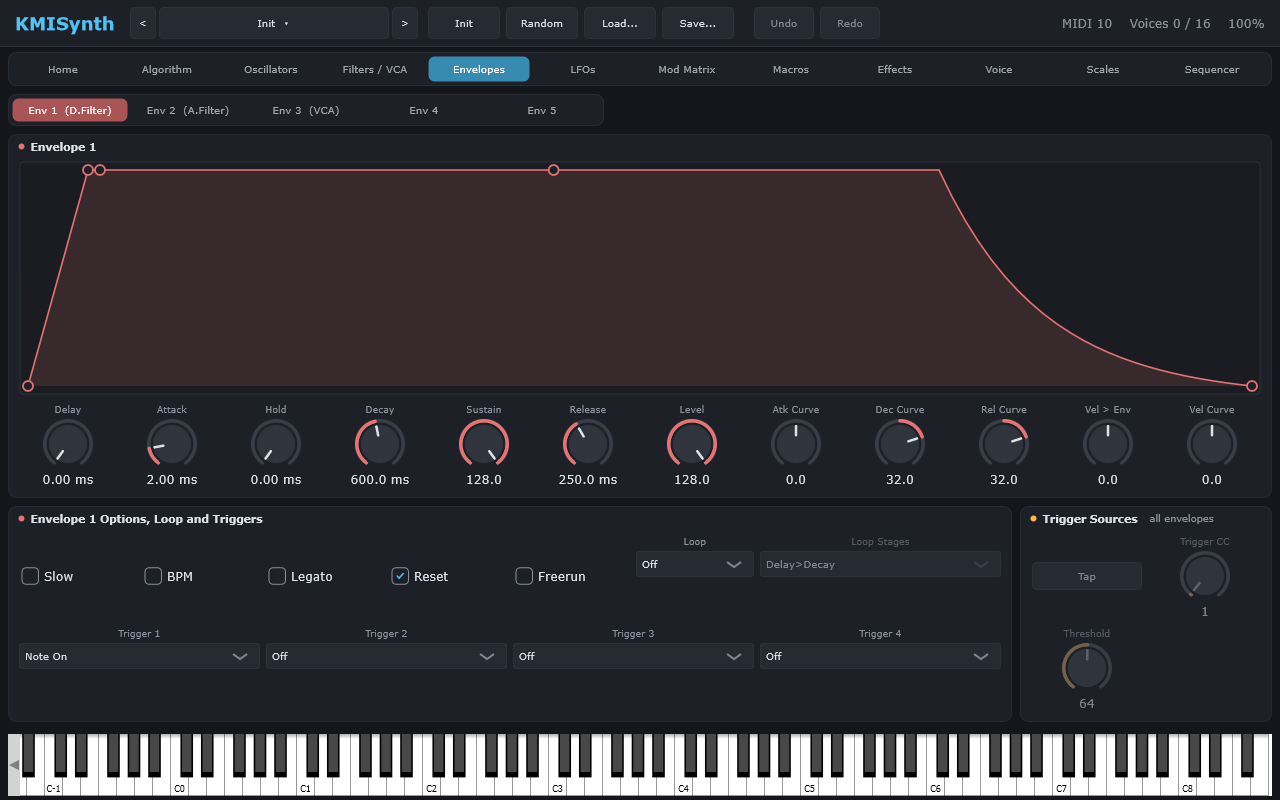 KMISynth < Init > Init Random Load... Save... Undo Redo MIDI 10 Voices 0 / 16 100%
Home Algorithm Oscillators Filters / VCA Envelopes LFOs Mod Matrix Macros Effects Voice Scales Sequencer
Env 1 (D.Filter) Env 2 (A.Filter) Env 3 (VCA) Env 4 Env 5
Envelope 1
Delay Attack Hold Decay Sustain Release Level Atk Curve Dec Curve Rel Curve Vel > Env Vel Curve
0.00 ms 2.00 ms 0.00 ms 600.0 ms 128.0 250.0 ms 128.0 0.0 32.0 32.0 0.0 0.0
Envelope 1 Options, Loop and Triggers
Loop Loop Stages
Slow BPM Legato Reset Freerun Off Delay>Decay
Trigger 1 Trigger 2 Trigger 3 Trigger 4
Note On Off Off Off
Trigger Sources all envelopes
Trigger CC
Tap
1
Threshold
64
C-1 C0 C1 C2 C3 C4 C5 C6 C7 C8